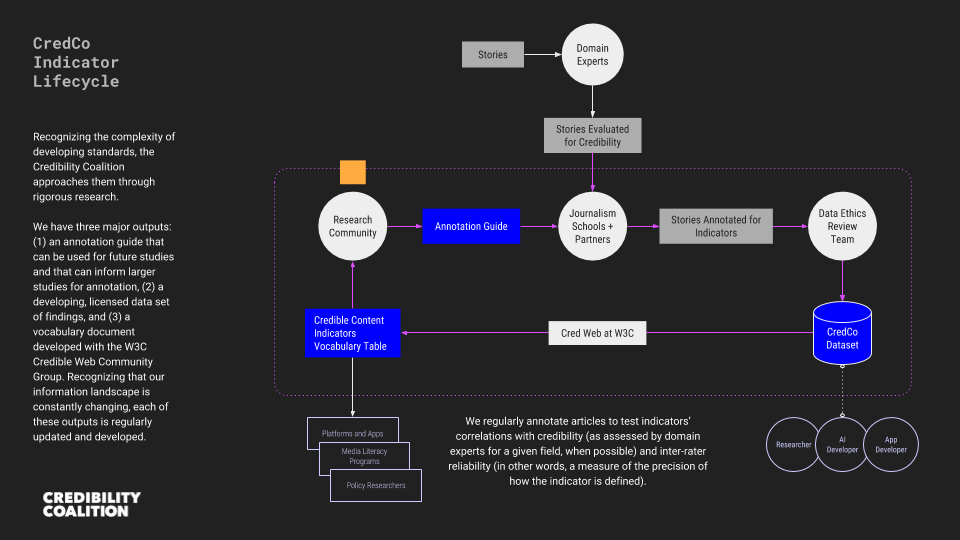 CredCo
Indicator
Lifecycle
Recognizing the complexity of
developing standards, the
Credibility Coalition
approaches them through
rigorous research.
We have three major outputs:
(1) an annotation guide that
can be used for future studies
and that can inform larger
studies for annotation, (2) a
developing, licensed data set
of findings, and (3) a
vocabulary document
developed with the W3C
Credible Web Community
Group. Recognizing that our
information landscape is
constantly changing, each of
these outputs is regularly
updated and developed.
CREDIBILITY
COALITION
Stories
Domain
Experts
Stories Evaluated
for Credibility
Research
Community
Annotation Guide
Journalism
Schools +
Partners
Stories Annotated for
Indicators
Data Ethics
Review
Team
Credible Content
Indicators
Vocabulary Table
Cred Web at W3C
CredCo
Dataset
Platforms and Apps
Media Literacy
Programs
Policy Researchers
We regularly annotate articles to test indicators’
correlations with credibility (as assessed by domain
experts for a given field, when possible) and inter-rater
reliability (in other words, a measure of the precision of
how the indicator is defined).
Researcher
AI
Developer
App
Developer